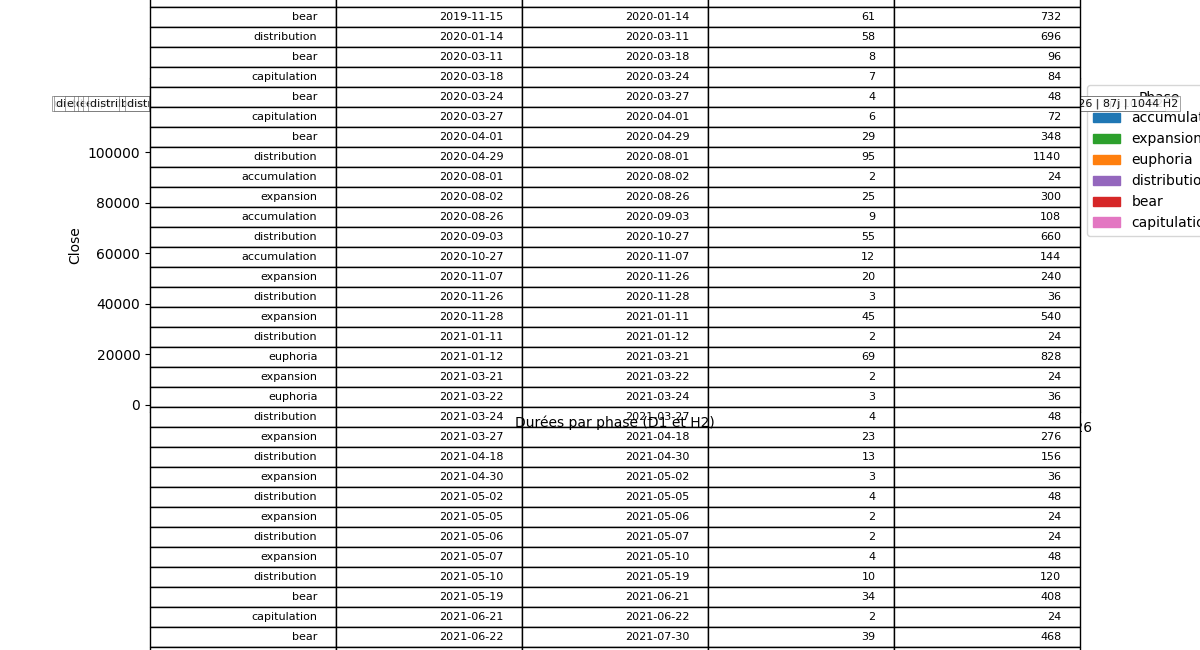 bear 2019-11-15 2020-01-14 61 732
distribution 2020-01-14 2020-03-11 58 696
bear 2020-03-11 2020-03-18 8 96
capitulation 2020-03-18 2020-03-24 7 84
bear 2020-03-24 2020-03-27 4 48
26 | 87j | 1044 H2
Phase
capitulation 2020-03-27 2020-04-01 6 72
accumulat
bear 2020-04-01 2020-04-29 29 348
expansion
100000
distribution 2020-04-29 2020-08-01 95 1140
euphoria
accumulation 2020-08-01 2020-08-02 2 24
distributio
80000
expansion 2020-08-02 2020-08-26 25 300
bear
accumulation 2020-08-26 2020-09-03 9 108
capitulatio
distribution 2020-09-03 2020-10-27 55 660
Close
60000
accumulation 2020-10-27 2020-11-07 12 144
expansion 2020-11-07 2020-11-26 20 240
distribution 2020-11-26 2020-11-28 3 36
40000
expansion 2020-11-28 2021-01-11 45 540
distribution 2021-01-11 2021-01-12 2 24
20000
euphoria 2021-01-12 2021-03-21 69 828
expansion 2021-03-21 2021-03-22 2 24
euphoria 2021-03-22 2021-03-24 3 36
0
distribution 2021-03-24 2021-03-27 4 48
Durées par phase (D1 et H2)
26
expansion 2021-03-27 2021-04-18 23 276
distribution 2021-04-18 2021-04-30 13 156
expansion 2021-04-30 2021-05-02 3 36
distribution 2021-05-02 2021-05-05 4 48
expansion 2021-05-05 2021-05-06 2 24
distribution 2021-05-06 2021-05-07 2 24
expansion 2021-05-07 2021-05-10 4 48
distribution 2021-05-10 2021-05-19 10 120
bear 2021-05-19 2021-06-21 34 408
capitulation 2021-06-21 2021-06-22 2 24
bear 2021-06-22 2021-07-30 39 468